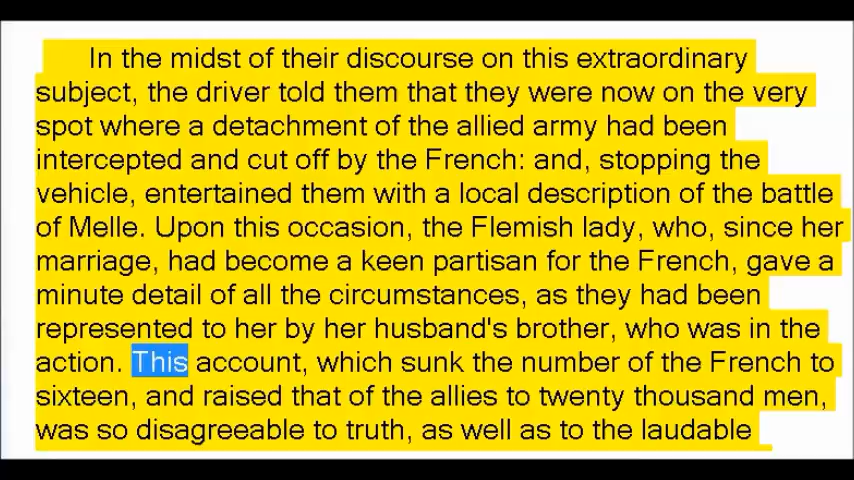 In the midst of their discourse on this extraordinary
subject, the driver told them that they were now on the very
spot where a detachment of the allied army had been
intercepted and cut off by the French: and, stopping the
vehicle, entertained them with a local description of the battle
of Melle. Upon this occasion, the Flemish lady, who, since her
marriage, had become a keen partisan for the French, gave a
minute detail of all the circumstances, as they had been
represented to her by her husband's brother, who was in the
action. This account, which sunk the number of the French to
sixteen, and raised that of the allies to twenty thousand men,
was so disagreeable to truth, as well as to the laudable